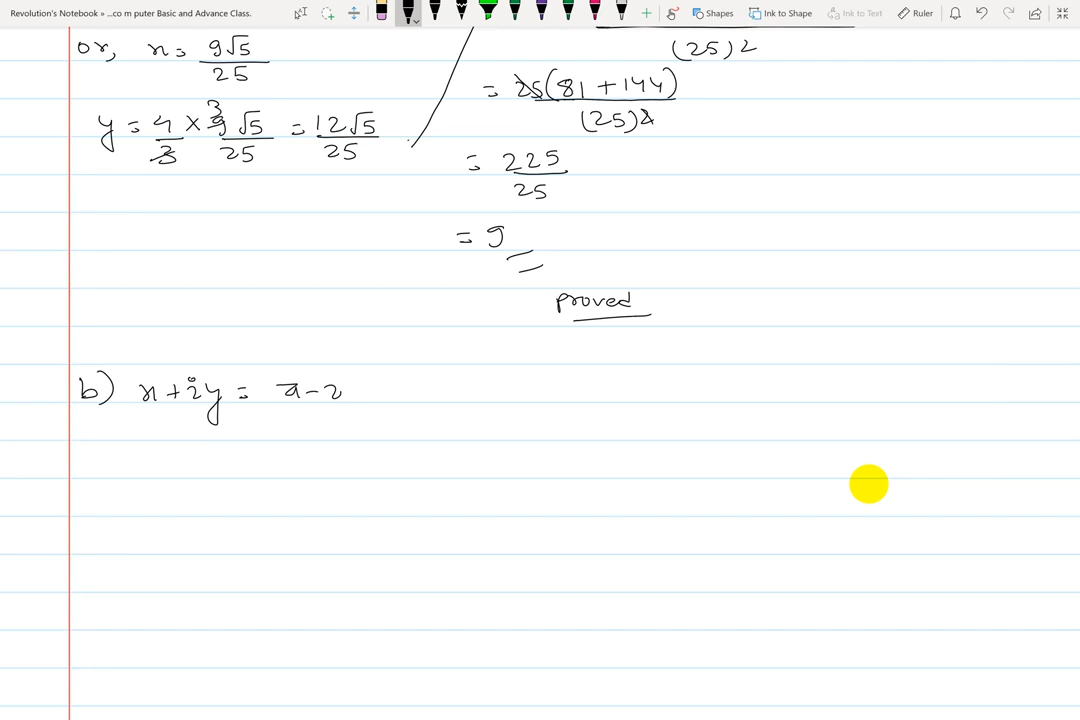 Revolution's Notebook » ...co m puter Basic and Advance Class.
Shapes
Ink to Shape
Ink to Text
Ruler
or, x = 9√5 / 25
y = 4/3 × 9√5/25 = 12√5/25
3
(25)2
= 25(81+144) / (25)2
= 225 / 25
= 9
proved
b) x+iy = a-i